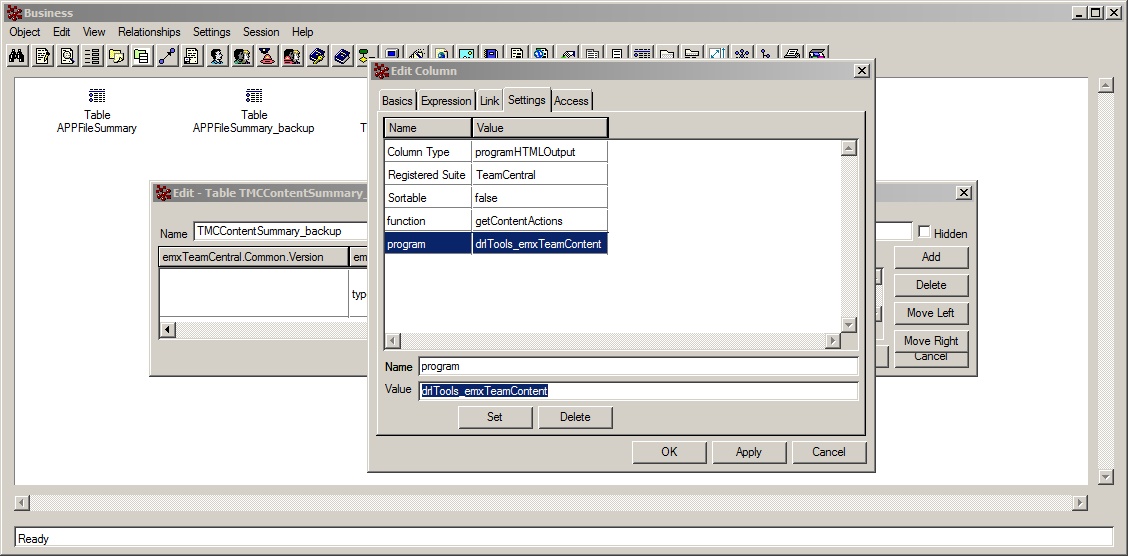 Business
Object Edit View Relationships Settings Session Help
Table
APPFileSummary
Table
APPFileSummary_backup
Edit - Table TMCContentSummary_
Name TMCContentSummary_backup
Hidden
emxTeamCentral.Common.Version em
typ
Add
Delete
Move Left
Move Right
Cancel
Edit Column
Basics Expression Link Settings Access
Name Value
Column Type programHTMLOutput
Registered Suite TeamCentral
Sortable false
function getContentActions
program drlTools_emxTeamContent
Name program
Value drlTools_emxTeamContent
Set Delete
OK Apply Cancel
Ready